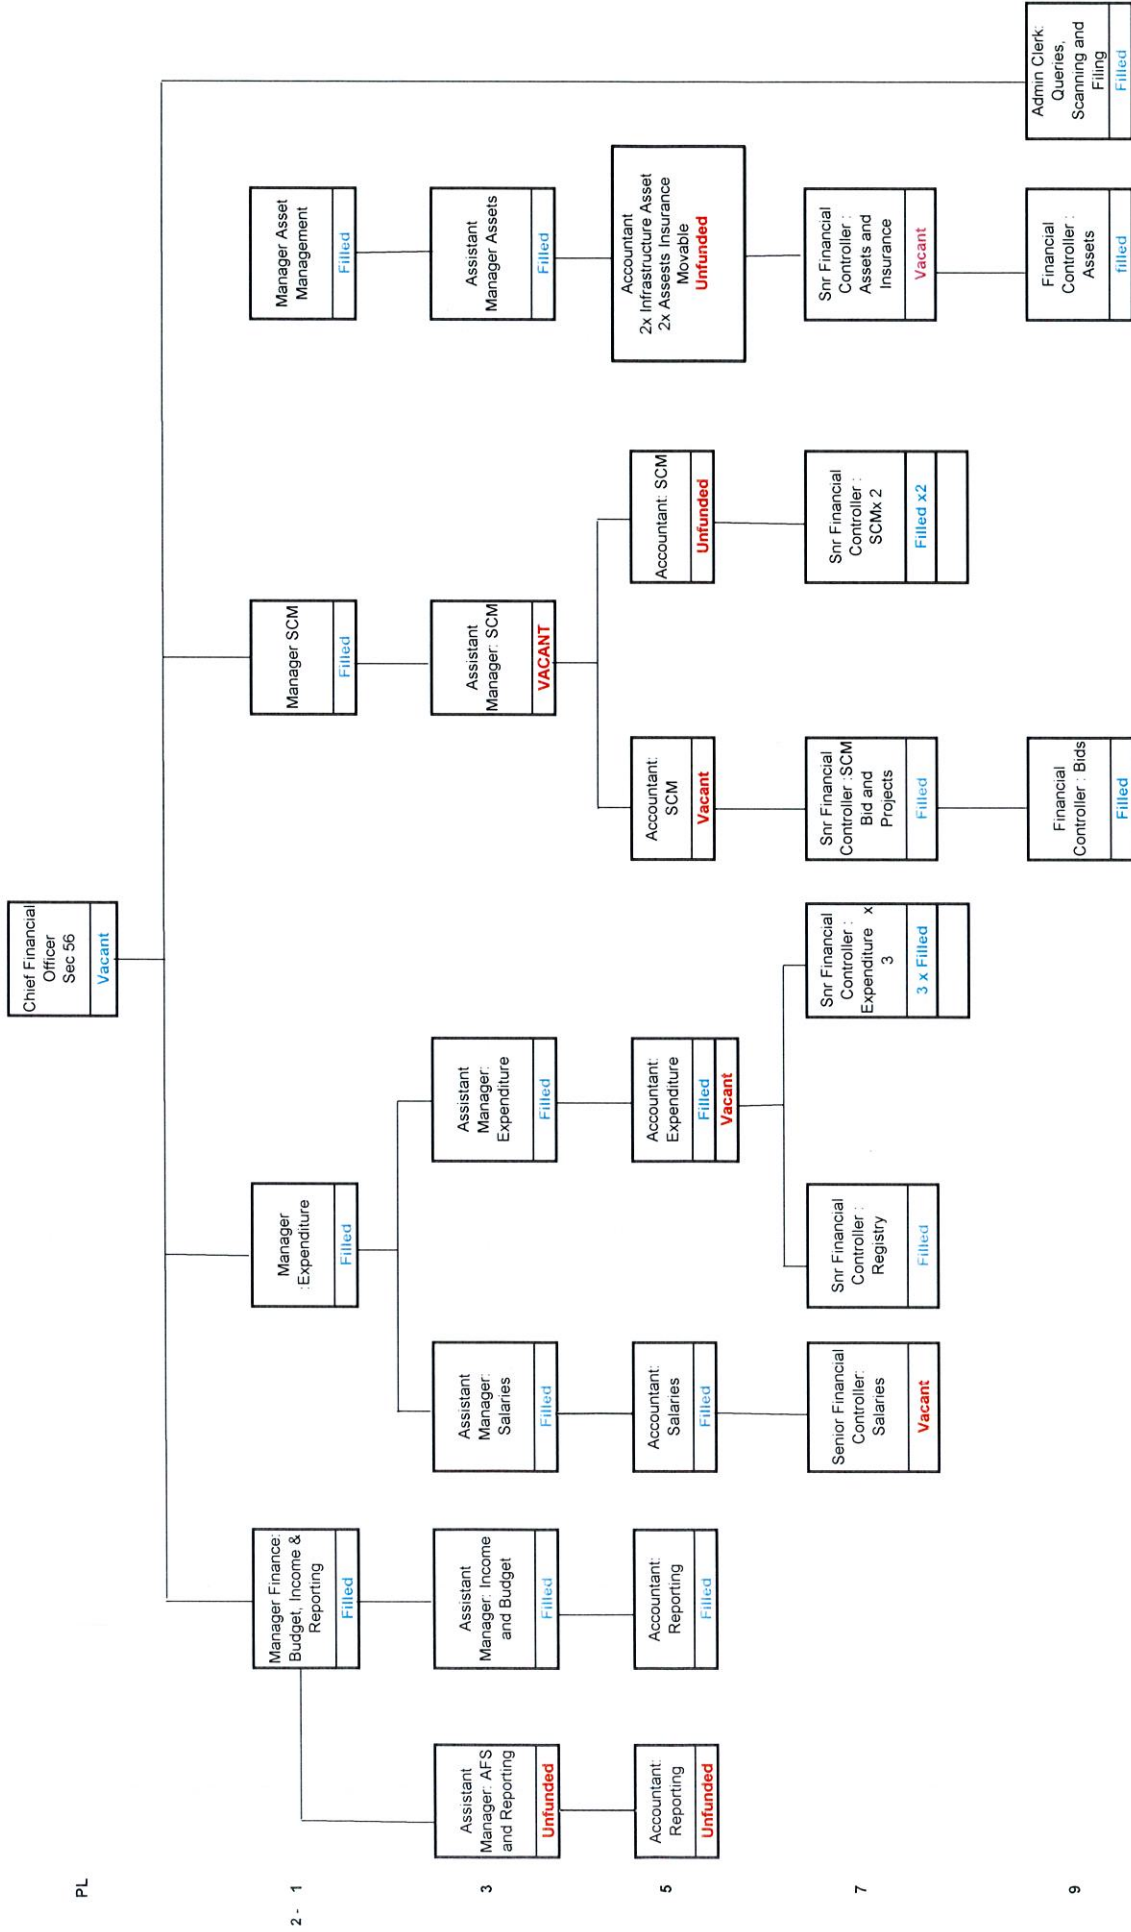 PL
Chief Financial
Officer
Sec 56
Vacant
2 - 1
Manager Finance:
Budget, Income &
Reporting
Filled
Manager
:Expenditure
Filled
Manager SCM
Filled
Manager Asset
Management
Filled
3
Assistant
Manager: AFS
and Reporting
Unfunded
Assistant
Manager: Income
and Budget
Filled
Assistant
Manager:
Salaries
Filled
Assistant
Manager:
Expenditure
Filled
Assistant
Manager: SCM
VACANT
Assistant
Manager Assets
Filled
5
Accountant:
Reporting
Unfunded
Accountant:
Reporting
Filled
Accountant:
Salaries
Filled
Accountant:
Expenditure
Filled
Vacant
Accountant:
SCM
Vacant
Accountant: SCM
Unfunded
Accountant
2x Infrastructure Asset
2x Assests Insurance
Movable
Unfunded
7
Senior Financial
Controller:
Salaries
Vacant
Snr Financial
Controller :
Registry
Filled
Snr Financial
Controller :
Expenditure x
3
3 x Filled
Snr Financial
Controller :SCM
Bid and
Projects
Filled
Snr Financial
Controller :
SCMx 2
Filled x2
Snr Financial
Controller :
Assets and
Insurance
Vacant
9
Financial
Controller : Bids
Filled
Financial
Controller :
Assets
filled
Admin Clerk:
Queries,
Scanning and
Filing
Filled